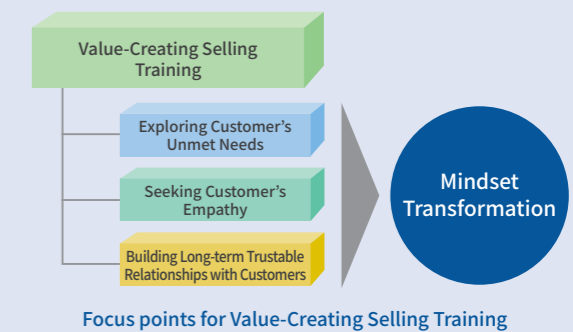 Value-Creating Selling
Training
Exploring Customer's
Unmet Needs
Seeking Customer's
Empathy
Building Long-term Trustable
Relationships with Customers
Mindset
Transformation
Focus points for Value-Creating Selling Training